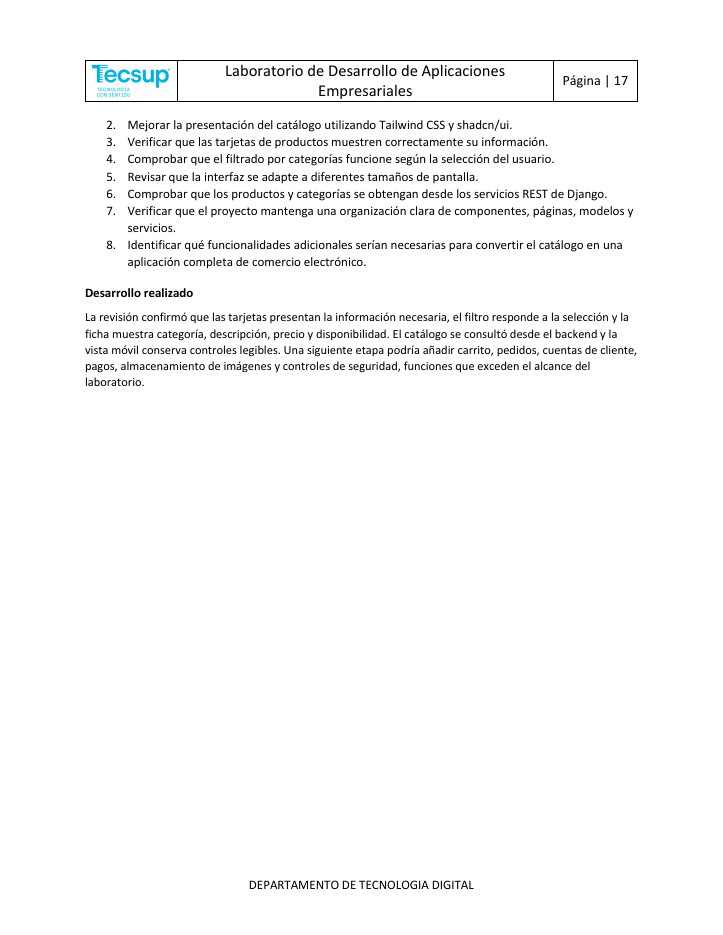 Tecsup
TECNOLOGÍA
CON SENTIDO
Laboratorio de Desarrollo de Aplicaciones
Empresariales
Página | 17
2. Mejorar la presentación del catálogo utilizando Tailwind CSS y shadcn/ui.
3. Verificar que las tarjetas de productos muestren correctamente su información.
4. Comprobar que el filtrado por categorías funcione según la selección del usuario.
5. Revisar que la interfaz se adapte a diferentes tamaños de pantalla.
6. Comprobar que los productos y categorías se obtengan desde los servicios REST de Django.
7. Verificar que el proyecto mantenga una organización clara de componentes, páginas, modelos y
servicios.
8. Identificar qué funcionalidades adicionales serían necesarias para convertir el catálogo en una
aplicación completa de comercio electrónico.
Desarrollo realizado
La revisión confirmó que las tarjetas presentan la información necesaria, el filtro responde a la selección y la
ficha muestra categoría, descripción, precio y disponibilidad. El catálogo se consultó desde el backend y la
vista móvil conserva controles legibles. Una siguiente etapa podría añadir carrito, pedidos, cuentas de cliente,
pagos, almacenamiento de imágenes y controles de seguridad, funciones que exceden el alcance del
laboratorio.
DEPARTAMENTO DE TECNOLOGIA DIGITAL